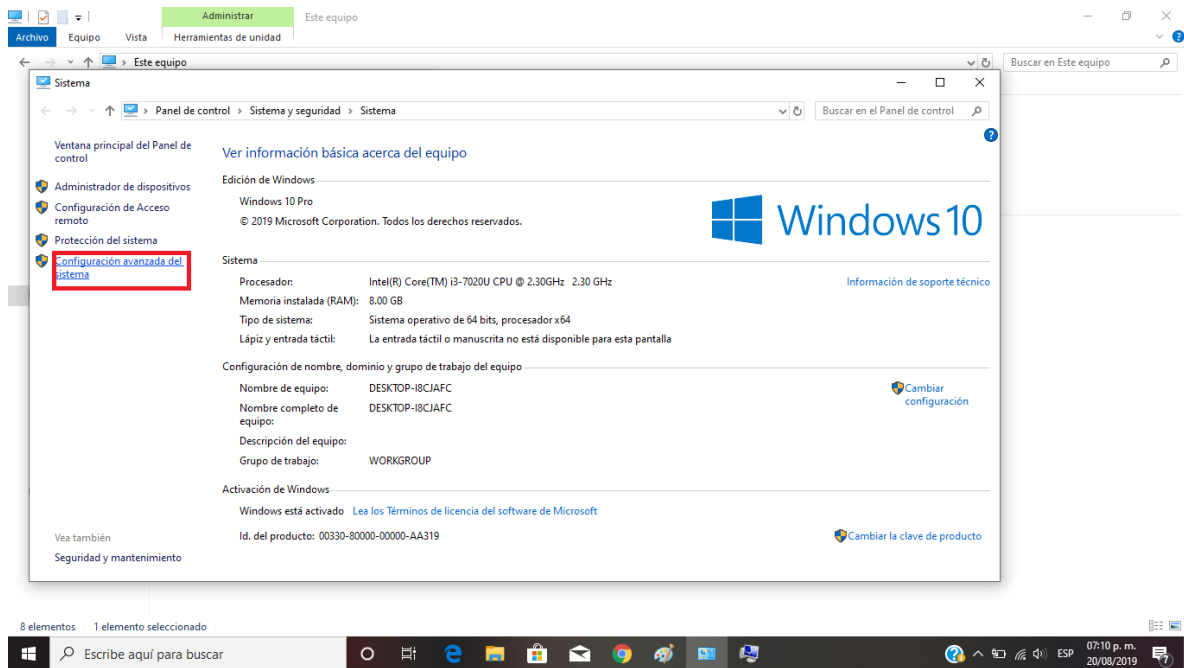 Administrar Este equipo
Archivo Equipo Vista Herramientas de unidad
Este equipo Buscar en Este equipo
Sistema
Panel de control Sistema y seguridad Sistema Buscar en el Panel de control
Ventana principal del Panel de
control
Administrador de dispositivos
Configuración de Acceso
remoto
Protección del sistema
Configuración avanzada del
sistema
Ver información básica acerca del equipo
Edición de Windows
Windows 10 Pro
© 2019 Microsoft Corporation. Todos los derechos reservados.
Windows 10
Sistema
Procesador: Intel(R) Core(TM) i3-7020U CPU @ 2.30GHz 2.30 GHz
Información de soporte técnico
Memoria instalada (RAM): 8.00 GB
Tipo de sistema: Sistema operativo de 64 bits, procesador x64
Lápiz y entrada táctil: La entrada táctil o manuscrita no está disponible para esta pantalla
Configuración de nombre, dominio y grupo de trabajo del equipo
Nombre de equipo: DESKTOP-I8CJAFC
Cambiar
configuración
Nombre completo de
equipo: DESKTOP-I8CJAFC
Descripción del equipo:
Grupo de trabajo: WORKGROUP
Activación de Windows
Windows está activado Lea los Términos de licencia del software de Microsoft
Id. del producto: 00330-80000-00000-AA319
Cambiar la clave de producto
Vea también
Seguridad y mantenimiento
8 elementos 1 elemento seleccionado
Escribe aquí para buscar
ESP
07:10 p. m.
20/08/2019
7